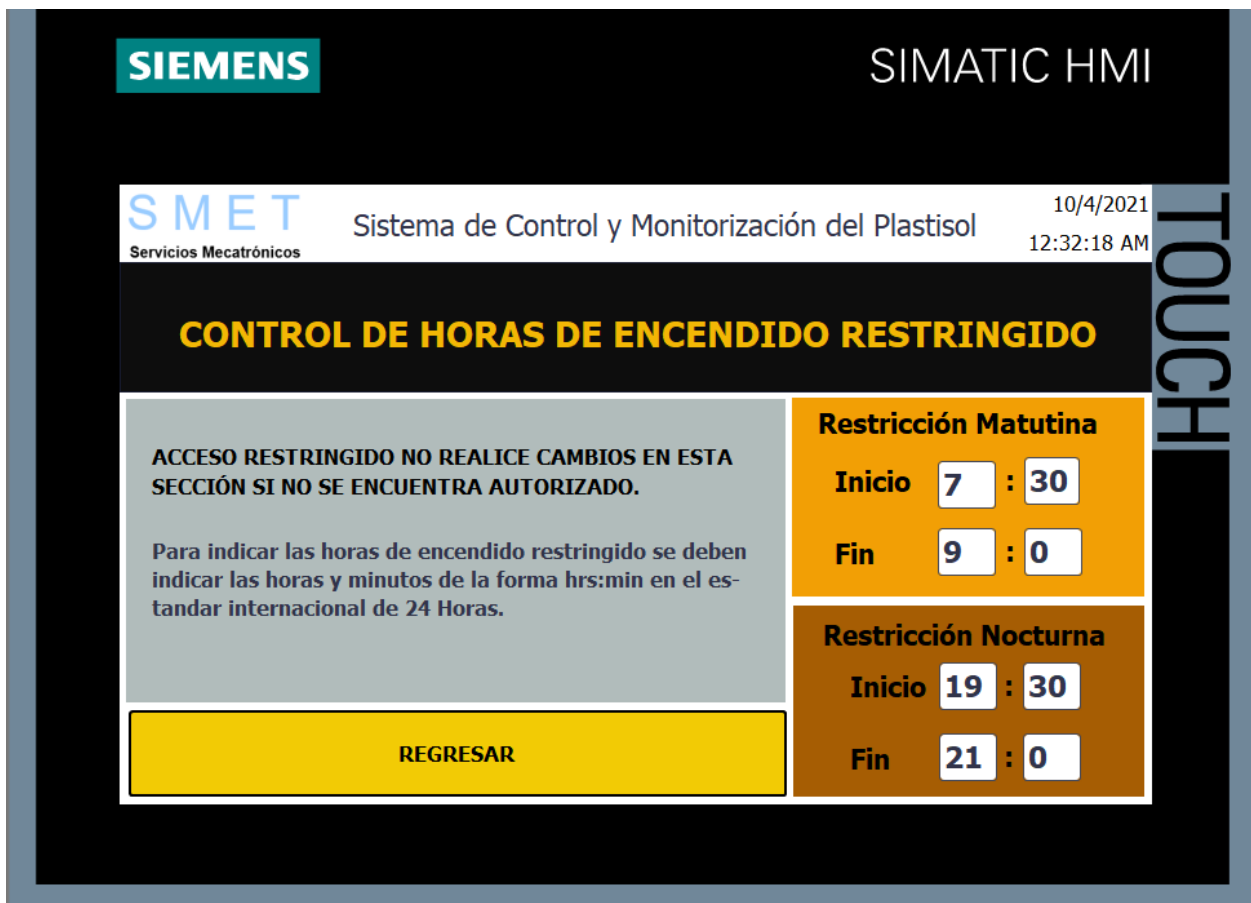 SIEMENS
SIMATIC HMI
TOUCH
S M E T
Servicios Mecatrónicos
Sistema de Control y Monitorización del Plastisol
10/4/2021
12:32:18 AM
CONTROL DE HORAS DE ENCENDIDO RESTRINGIDO
ACCESO RESTRINGIDO NO REALICE CAMBIOS EN ESTA
SECCIÓN SI NO SE ENCUENTRA AUTORIZADO.
Para indicar las horas de encendido restringido se deben
indicar las horas y minutos de la forma hrs:min en el es-
tandar internacional de 24 Horas.
REGRESAR
Restricción Matutina
Inicio 7 : 30
Fin 9 : 0
Restricción Nocturna
Inicio 19 : 30
Fin 21 : 0